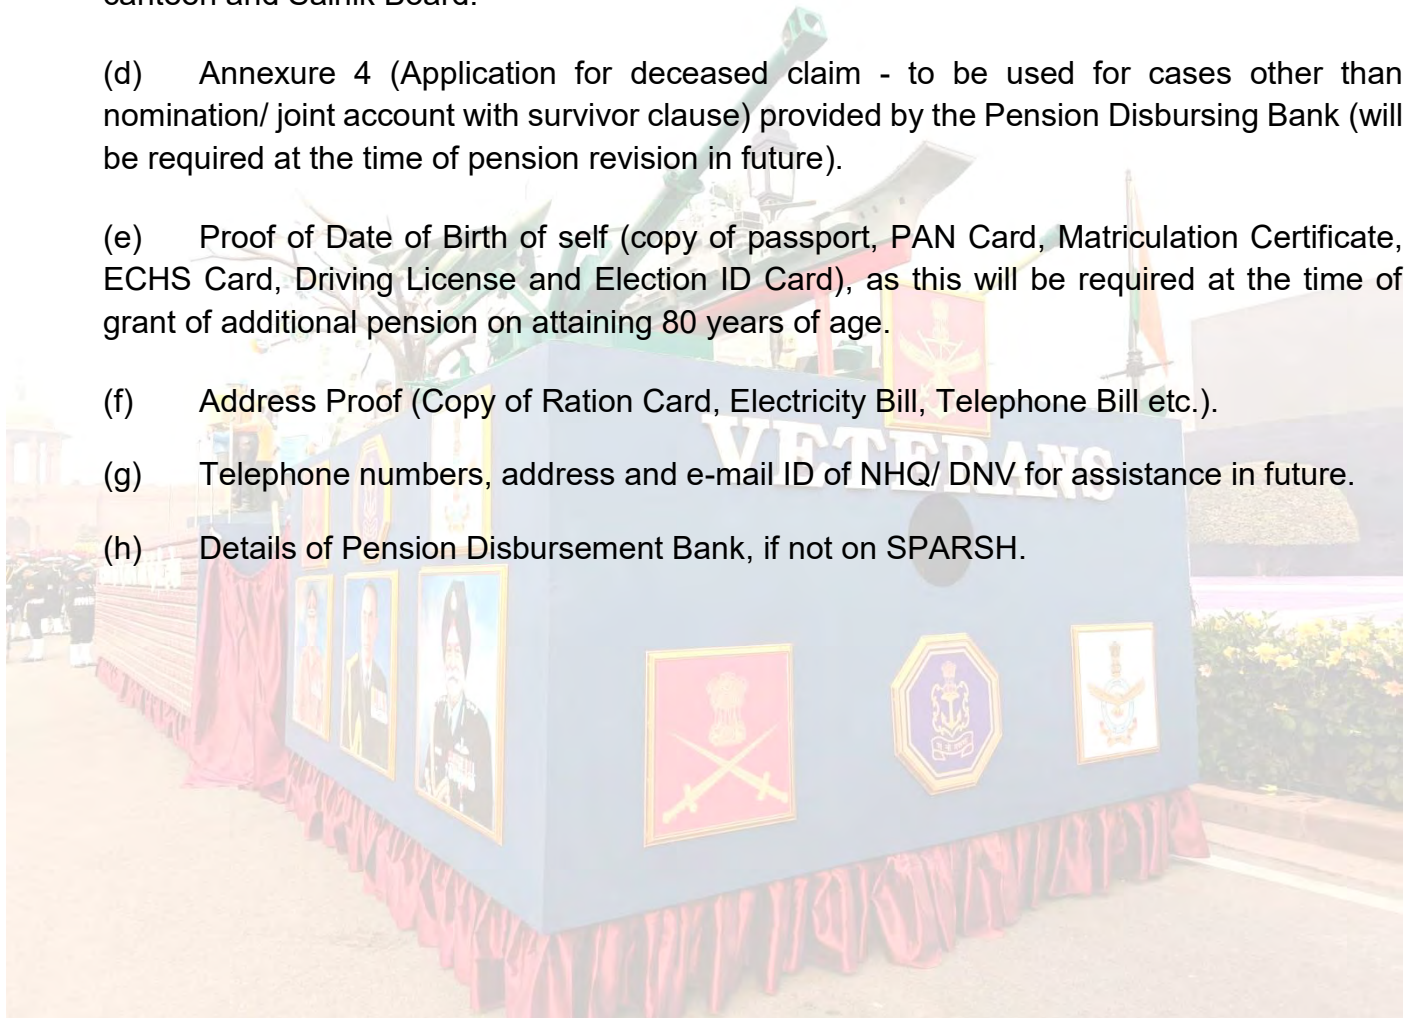 canteen and Sainik Board.
(d) Annexure 4 (Application for deceased claim - to be used for cases other than
nomination/ joint account with survivor clause) provided by the Pension Disbursing Bank (will
be required at the time of pension revision in future).
(e) Proof of Date of Birth of self (copy of passport, PAN Card, Matriculation Certificate,
ECHS Card, Driving License and Election ID Card), as this will be required at the time of
grant of additional pension on attaining 80 years of age.
(f) Address Proof (Copy of Ration Card, Electricity Bill, Telephone Bill etc.).
VETERANS
(g) Telephone numbers, address and e-mail ID of NHQ/ DNV for assistance in future.
(h) Details of Pension Disbursement Bank, if not on SPARSH.